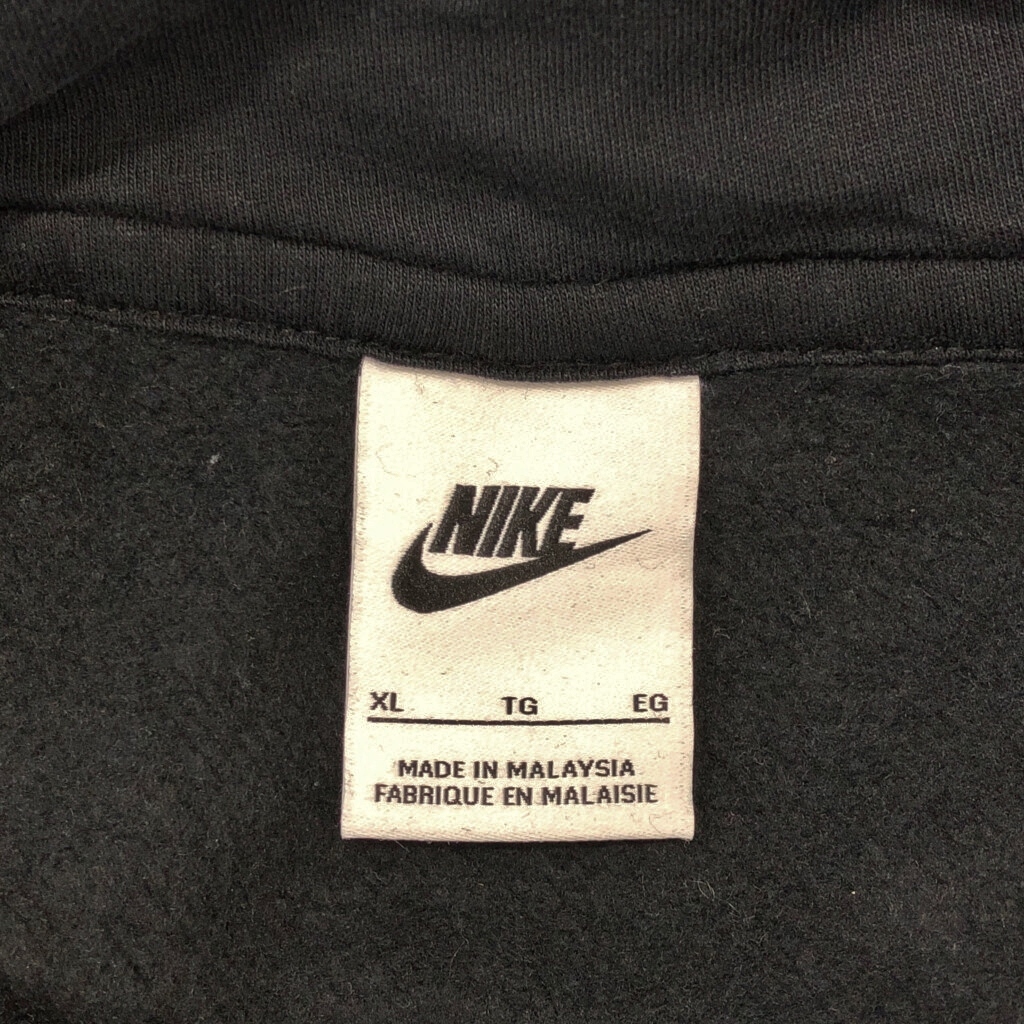 NIKE
XL TG EG
MADE IN MALAYSIA
FABRIQUE EN MALAISIE